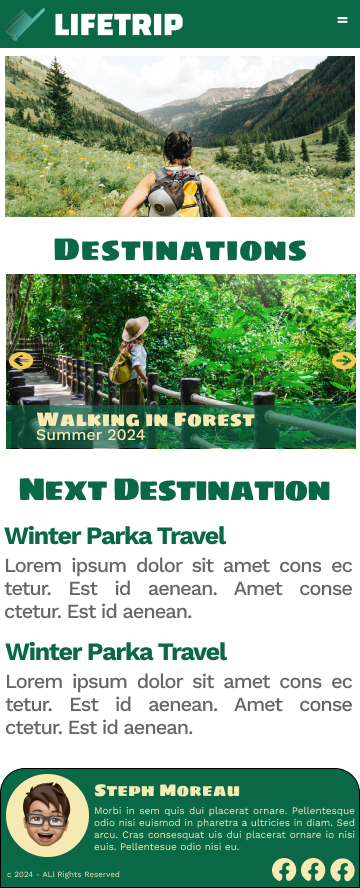 LIFETRIP
Destinations
Walking in Forest
Summer 2024
Next Destination
Winter Parka Travel
Lorem ipsum dolor sit amet cons ec
tetur. Est id aenean. Amet conse
ctetur. Est id aenean.
Winter Parka Travel
Lorem ipsum dolor sit amet cons ec
tetur. Est id aenean. Amet conse
ctetur. Est id aenean.
Steph Moreau
Morbi in sem quis dui placerat ornare. Pellentesque
odio nisi euismod in pharetra a ultricies in diam. Sed
arcu. Cras consesquat uis dui placerat ornare io nisi
euis. Pellentesue odio nisi eu.
c 2024 - ALl Rights Reserved